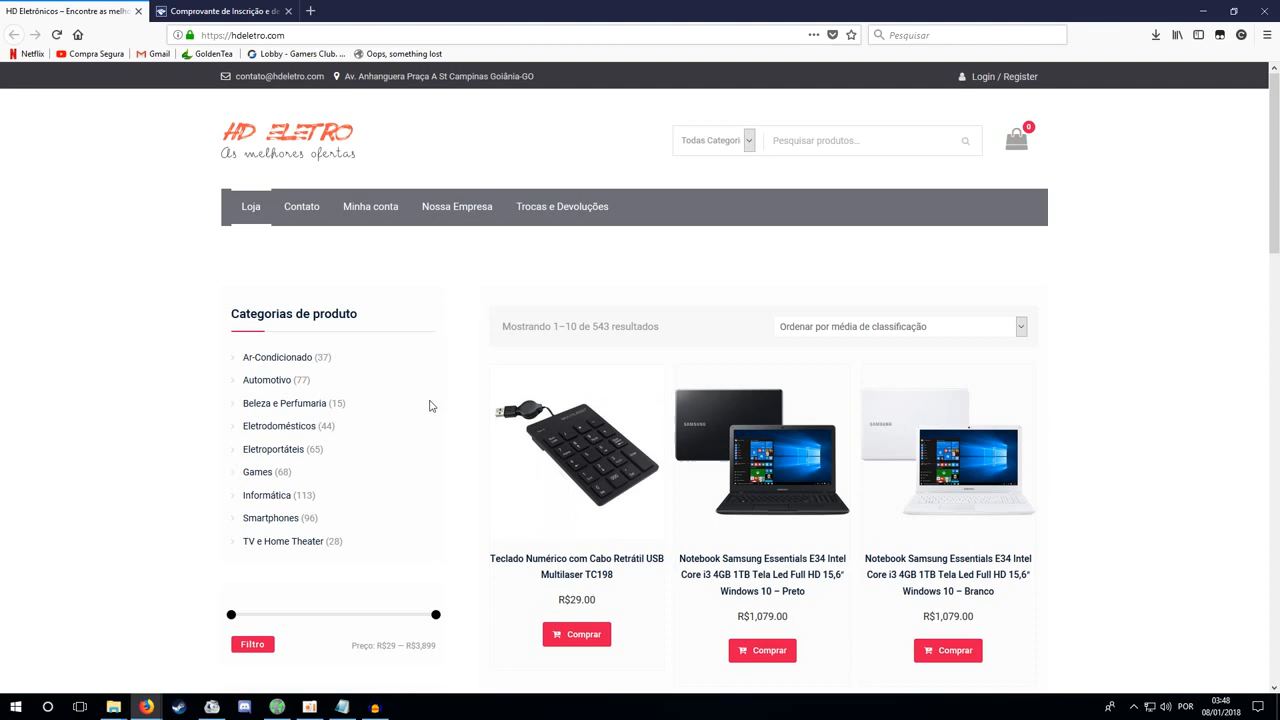 HD Eletrônicos – Encontre as melho
Comprovante de Inscrição e de
https://hdeletro.com
Pesquisar
Netflix
Compra Segura
Gmail
GoldenTea
Lobby - Gamers Club. ...
Oops, something lost
contato@hdeletro.com
Av. Anhanguera Praça A St Campinas Goiânia-GO
Login / Register
HD ELETRO
As melhores ofertas
Todas Categori
Pesquisar produtos...
0
Loja
Contato
Minha conta
Nossa Empresa
Trocas e Devoluções
Categorias de produto
Ar-Condicionado (37)
Automotivo (77)
Beleza e Perfumaria (15)
Eletrodomésticos (44)
Eletroportáteis (65)
Games (68)
Informática (113)
Smartphones (96)
TV e Home Theater (28)
Filtro
Preço: R$29 — R$3,899
Mostrando 1–10 de 543 resultados
Ordenar por média de classificação
Teclado Numérico com Cabo Retrátil USB
Multilaser TC198
R$29.00
Comprar
SAMSUNG
Notebook Samsung Essentials E34 Intel
Core i3 4GB 1TB Tela Led Full HD 15,6"
Windows 10 – Preto
R$1,079.00
Comprar
SAMSUNG
Notebook Samsung Essentials E34 Intel
Core i3 4GB 1TB Tela Led Full HD 15,6"
Windows 10 – Branco
R$1,079.00
Comprar
POR
03:48
08/01/2018